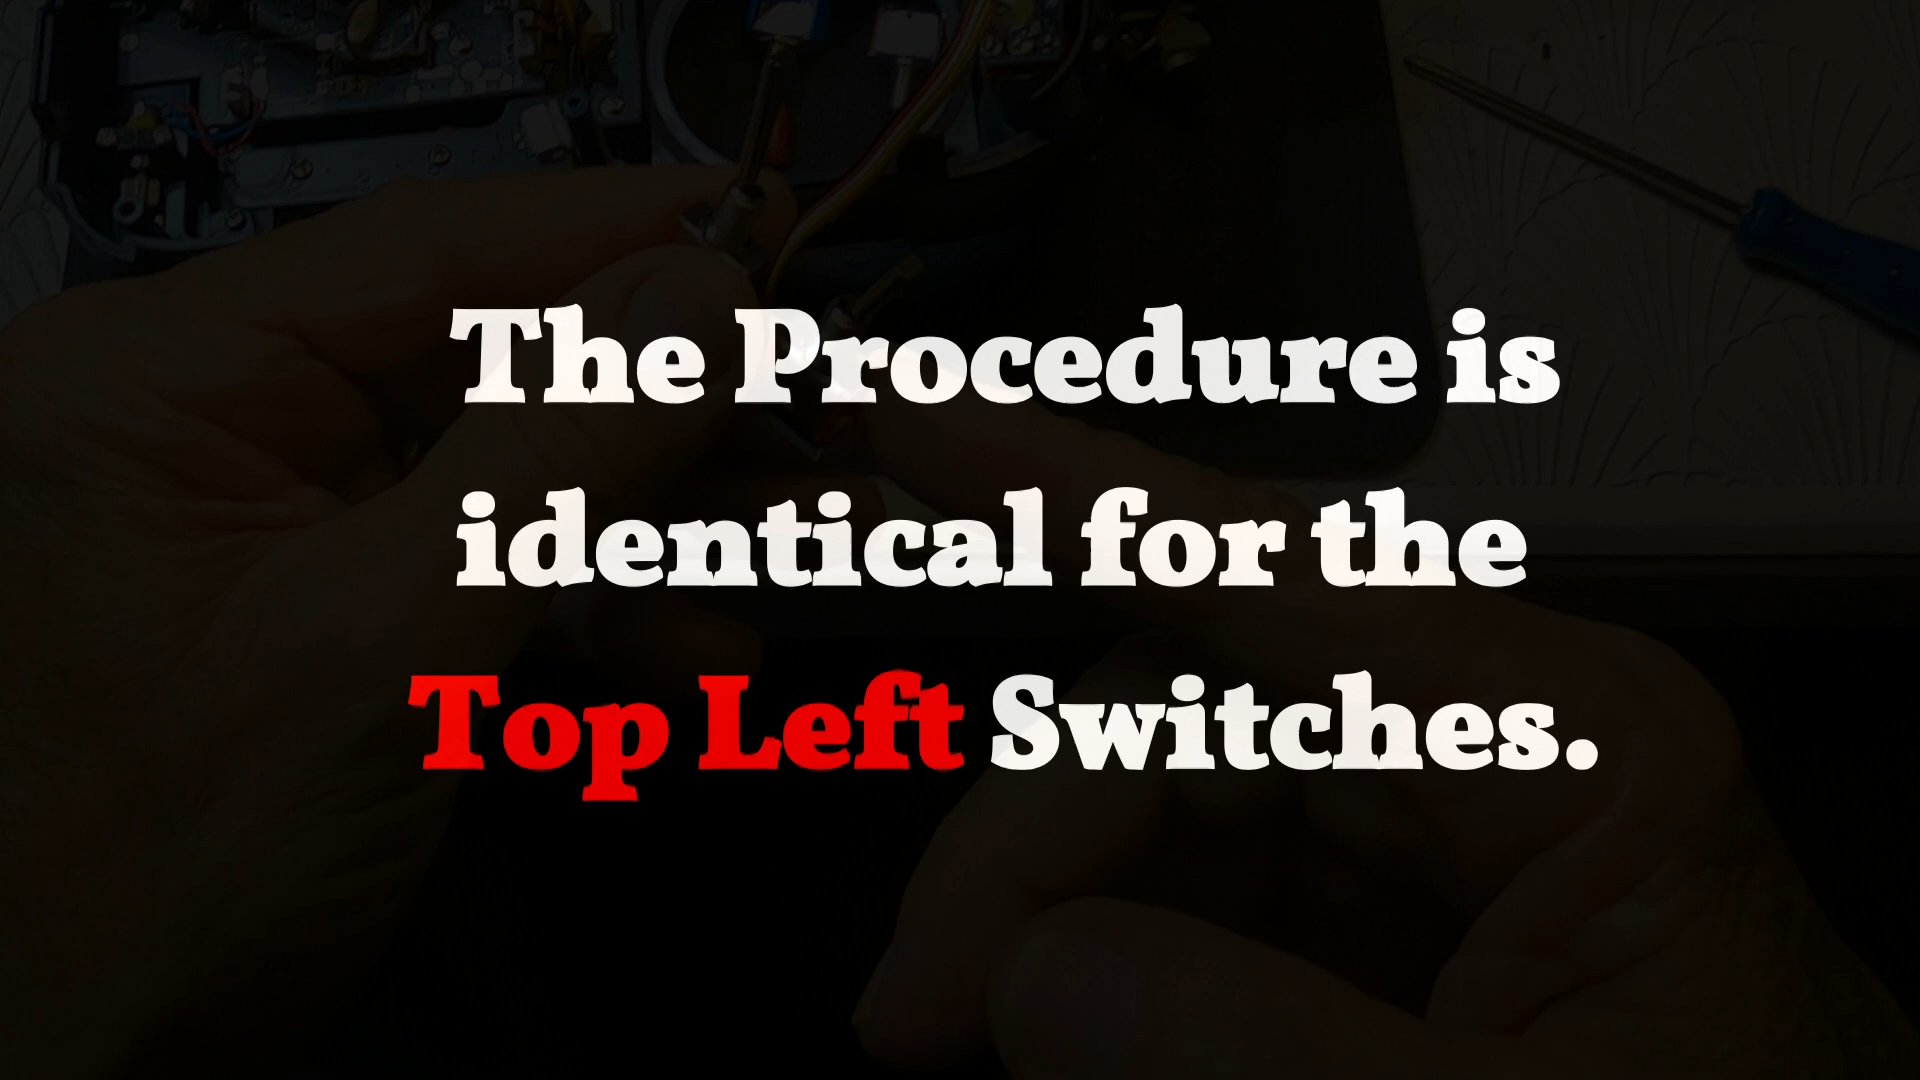 The Procedure is
identical for the
Top Left Switches.